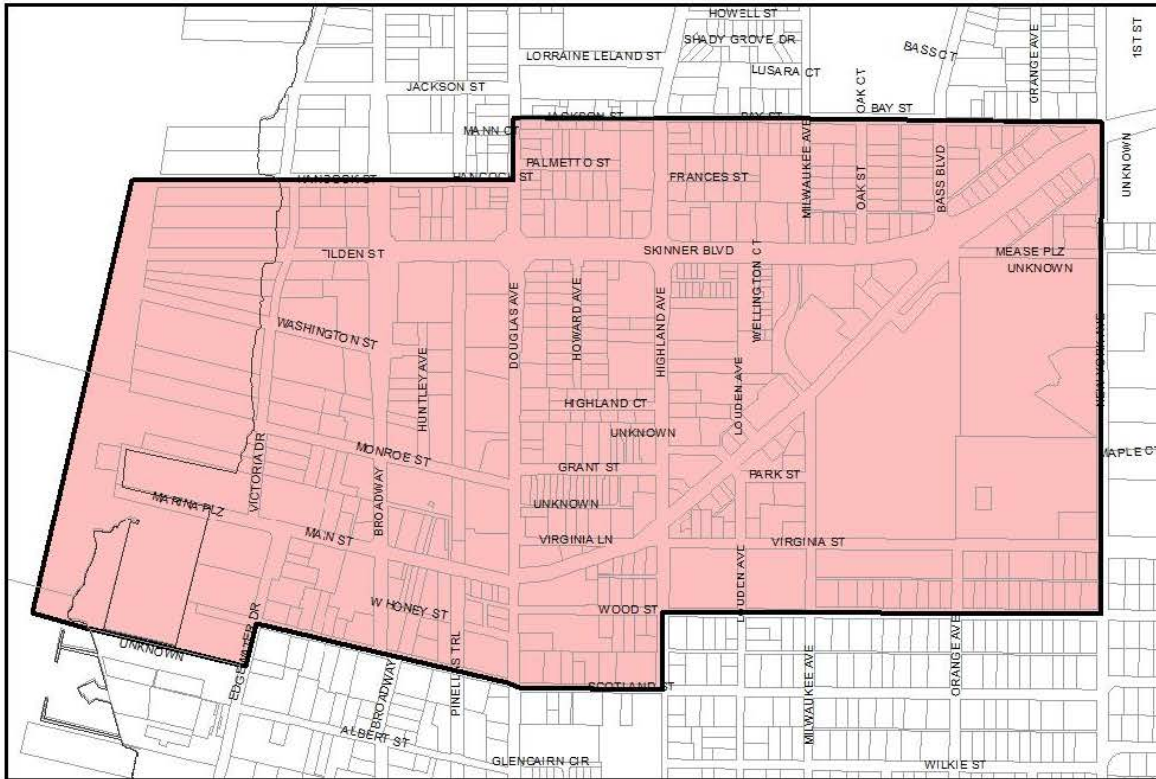 HOWELL ST
SHADY GROVE DR
LORRAINE LELAND ST
LUSARA CT
BASS CT
ORANGE AVE
1ST ST
JACKSON ST
OAK CT
BAY ST
MANN CT
JACKSON ST
BAY ST
UNKNOWN
PALMETTO ST
FRANCES ST
MILWAUKEE AVE
OAK ST
BASS BLVD
HANCOCK ST
HANCOCK ST
TILDEN ST
SKINNER BLVD
WELLINGTON CT
MEASE PLZ
UNKNOWN
WASHINGTON ST
HUNTLEY AVE
DOUGLAS AVE
HOWARD AVE
HIGHLAND AVE
LOUDEN AVE
NEW YORK AVE
HIGHLAND CT
UNKNOWN
VICTORIA DR
MONROE ST
BROADWAY
GRANT ST
PARK ST
MAPLE CT
MARINA PLZ
MAIN ST
UNKNOWN
VIRGINIA LN
VIRGINIA ST
W HONEY ST
WOOD ST
LOUDEN AVE
UNKNOWN
EDGEWATER DR
BROADWAY
PINELLAS TRL
SCOTLAND ST
MILWAUKEE AVE
ORANGE AVE
ALBERT ST
GLENCAIRN CIR
WILKIE ST